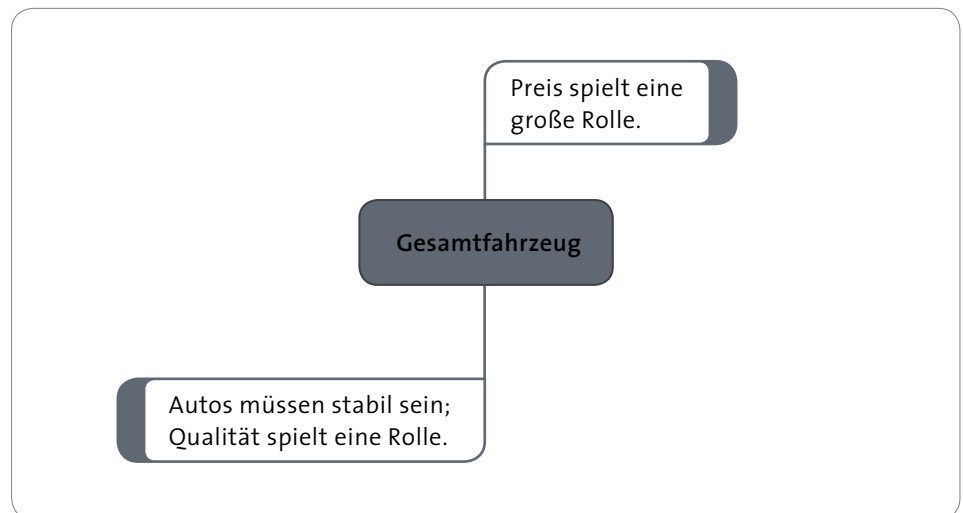 Preis spielt eine
große Rolle.
Gesamtfahrzeug
Autos müssen stabil sein;
Qualität spielt eine Rolle.